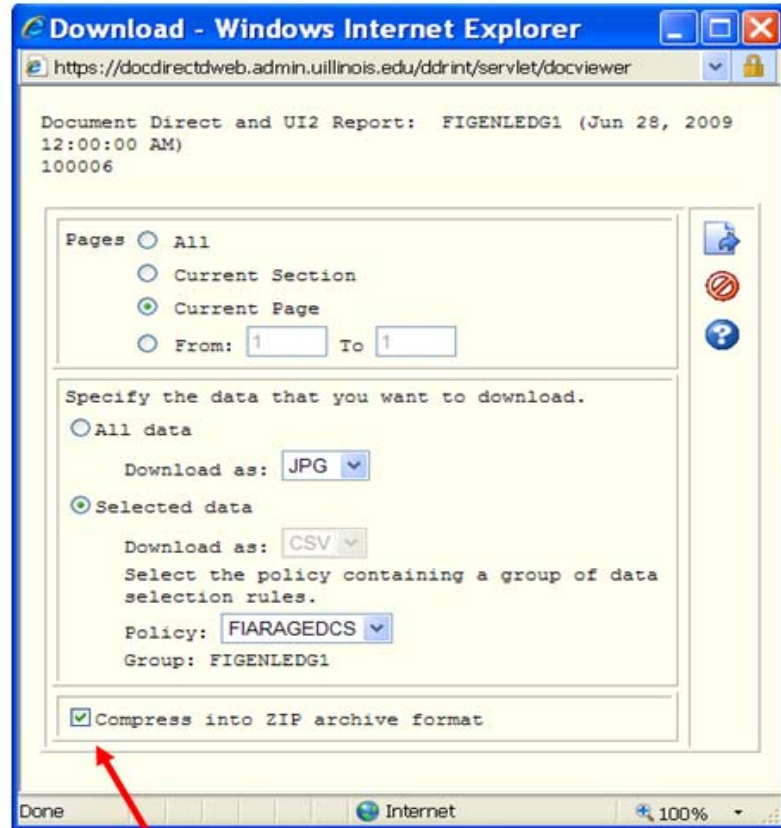 Download - Windows Internet Explorer
https://docdirectdweb.admin.uillinois.edu/ddrint/servlet/docviewer
Document Direct and UI2 Report:  FIGENLEDG1 (Jun 28, 2009
12:00:00 AM)
100006
Pages All
Current Section
Current Page
From: 1 To 1
Specify the data that you want to download.
All data
Download as: JPG
Selected data
Download as: CSV
Select the policy containing a group of data
selection rules.
Policy: FIARAGEDCS
Group: FIGENLEDG1
Compress into ZIP archive format
Done Internet 100%